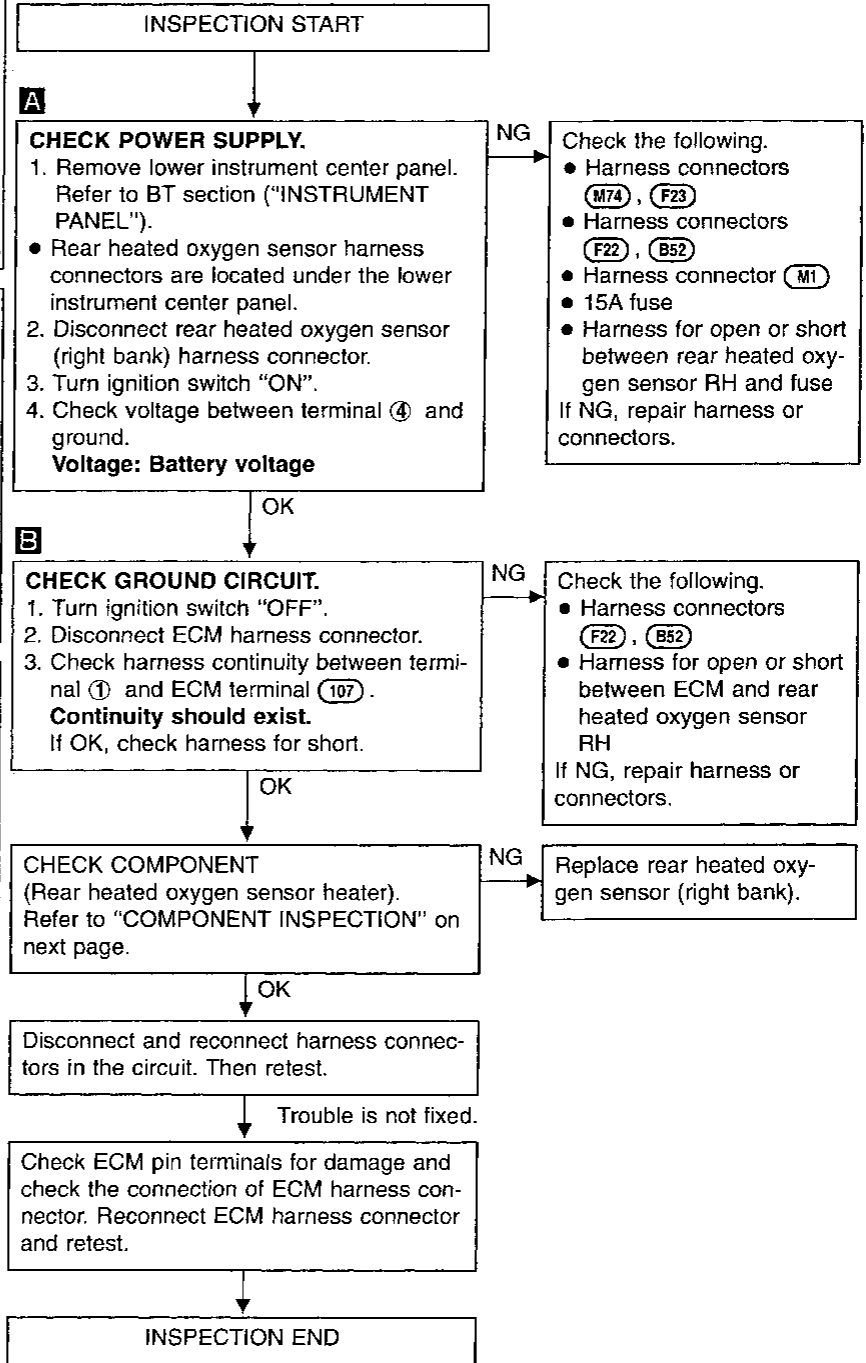 INSPECTION START
A
CHECK POWER SUPPLY.
1. Remove lower instrument center panel.
Refer to BT section ("INSTRUMENT
PANEL").
● Rear heated oxygen sensor harness
connectors are located under the lower
instrument center panel.
2. Disconnect rear heated oxygen sensor
(right bank) harness connector.
3. Turn ignition switch "ON".
4. Check voltage between terminal ④ and
ground.
Voltage: Battery voltage
NG
Check the following.
● Harness connectors
(M74), (F23)
● Harness connectors
(F22), (B52)
● Harness connector (M1)
● 15A fuse
● Harness for open or short
between rear heated oxy-
gen sensor RH and fuse
If NG, repair harness or
connectors.
OK
B
CHECK GROUND CIRCUIT.
1. Turn ignition switch "OFF".
2. Disconnect ECM harness connector.
3. Check harness continuity between termi-
nal ① and ECM terminal (107).
Continuity should exist.
If OK, check harness for short.
NG
Check the following.
● Harness connectors
(F22), (B52)
● Harness for open or short
between ECM and rear
heated oxygen sensor
RH
If NG, repair harness or
connectors.
OK
CHECK COMPONENT
(Rear heated oxygen sensor heater).
Refer to "COMPONENT INSPECTION" on
next page.
NG
Replace rear heated oxy-
gen sensor (right bank).
OK
Disconnect and reconnect harness connec-
tors in the circuit. Then retest.
Trouble is not fixed.
Check ECM pin terminals for damage and
check the connection of ECM harness con-
nector. Reconnect ECM harness connector
and retest.
INSPECTION END